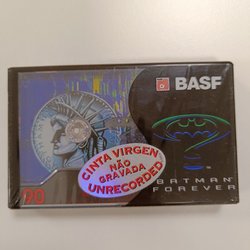 BASF
CINTA VIRGEN
NÃO
GRAVADA
UNRECORDED
90
BATMAN
FOREVER